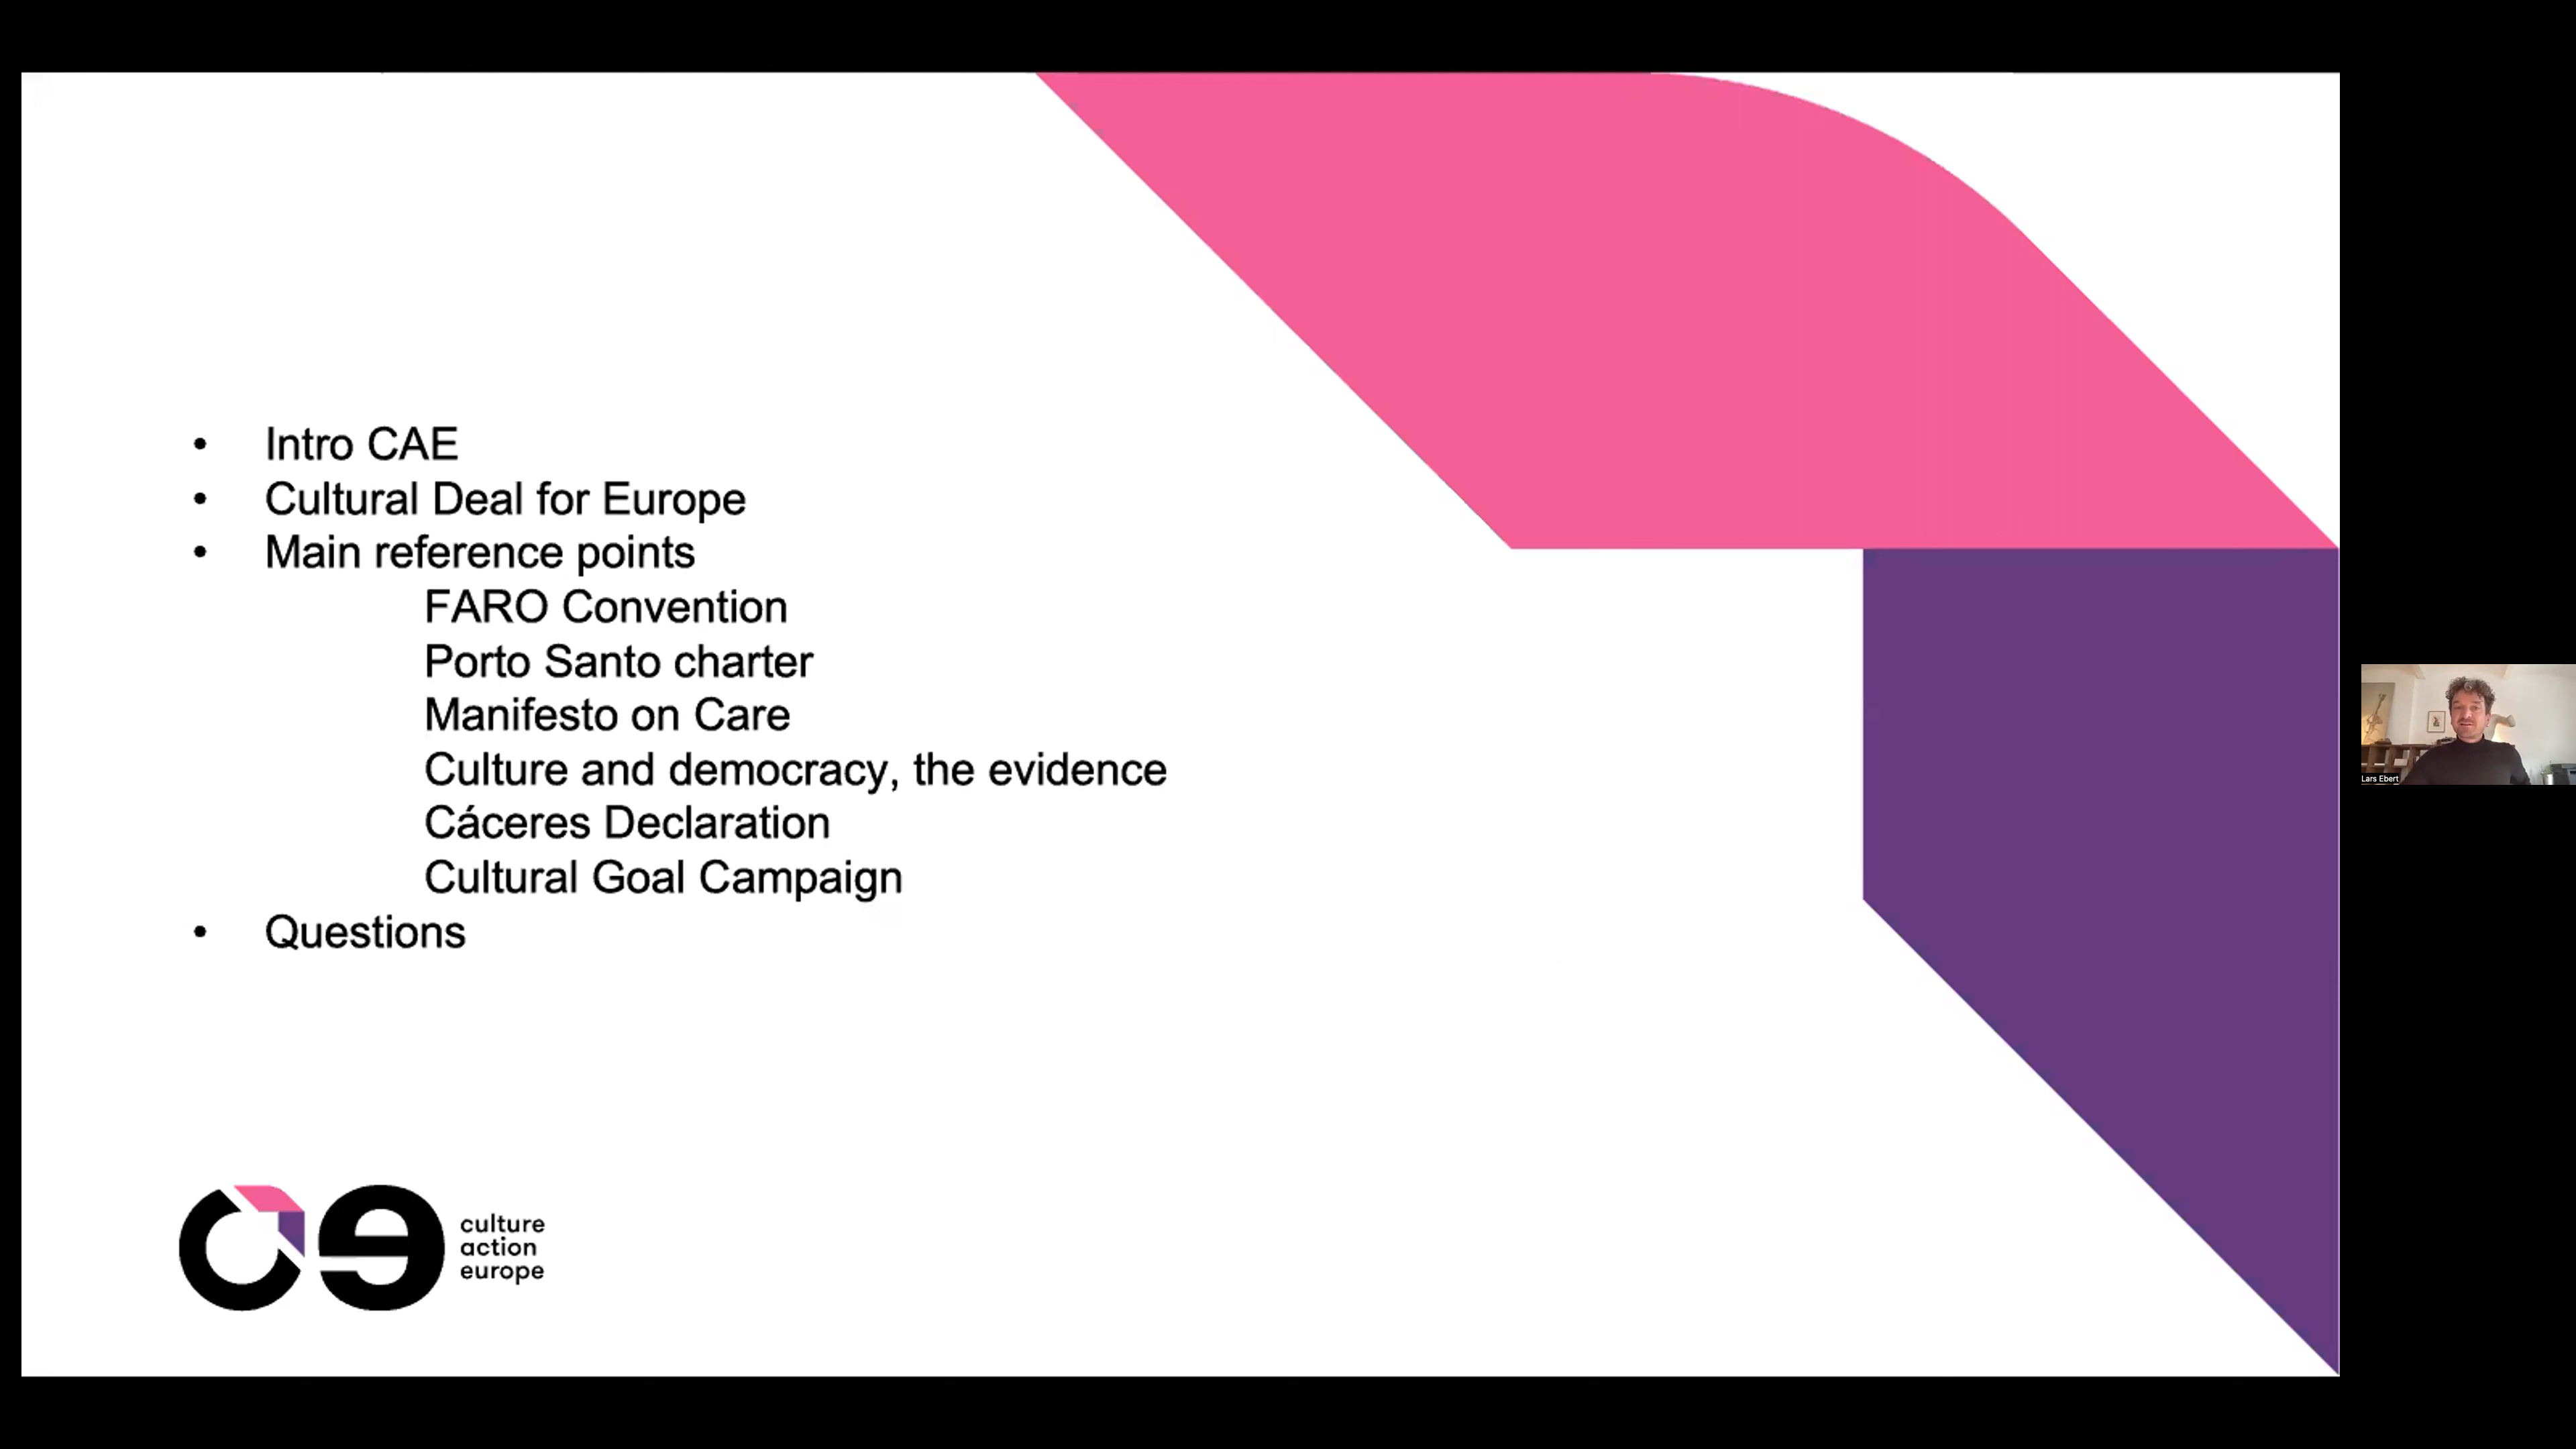 • Intro CAE
• Cultural Deal for Europe
• Main reference points
FARO Convention
Porto Santo charter
Manifesto on Care
Culture and democracy, the evidence
Cáceres Declaration
Cultural Goal Campaign
• Questions
cae
culture
action
europe
Lars Ebert